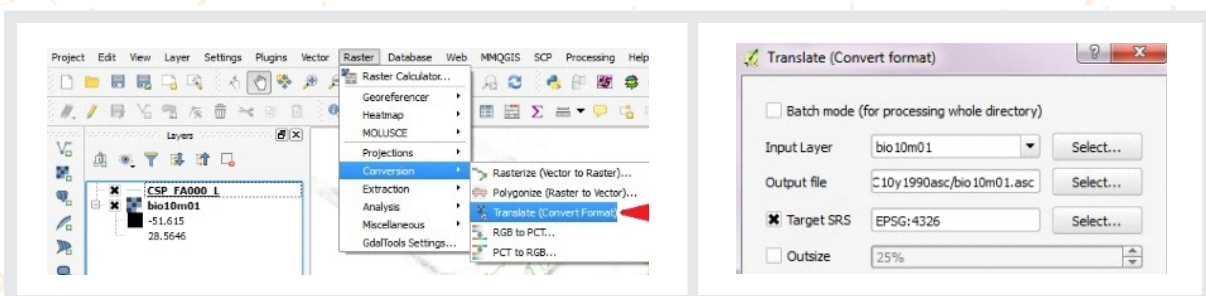 Project Edit View Layer Settings Plugins Vector Raster Database Web MMQGIS SCP Processing Help
Raster Calculator...
Georeferencer
Heatmap
MOLUSCE
Projections
Conversion
Extraction
Analysis
Miscellaneous
GdalTools Settings...
Rasterize (Vector to Raster)...
Polygonize (Raster to Vector)...
Translate (Convert Format)
RGB to PCT...
PCT to RGB...
Layers
CSP_FA000_L
bio10m01
-51.615
28.5646
Translate (Convert format)
Batch mode (for processing whole directory)
Input Layer bio10m01 Select...
Output file C10y1990asc/bio10m01.asc Select...
Target SRS EPSG:4326 Select...
Outsize 25%